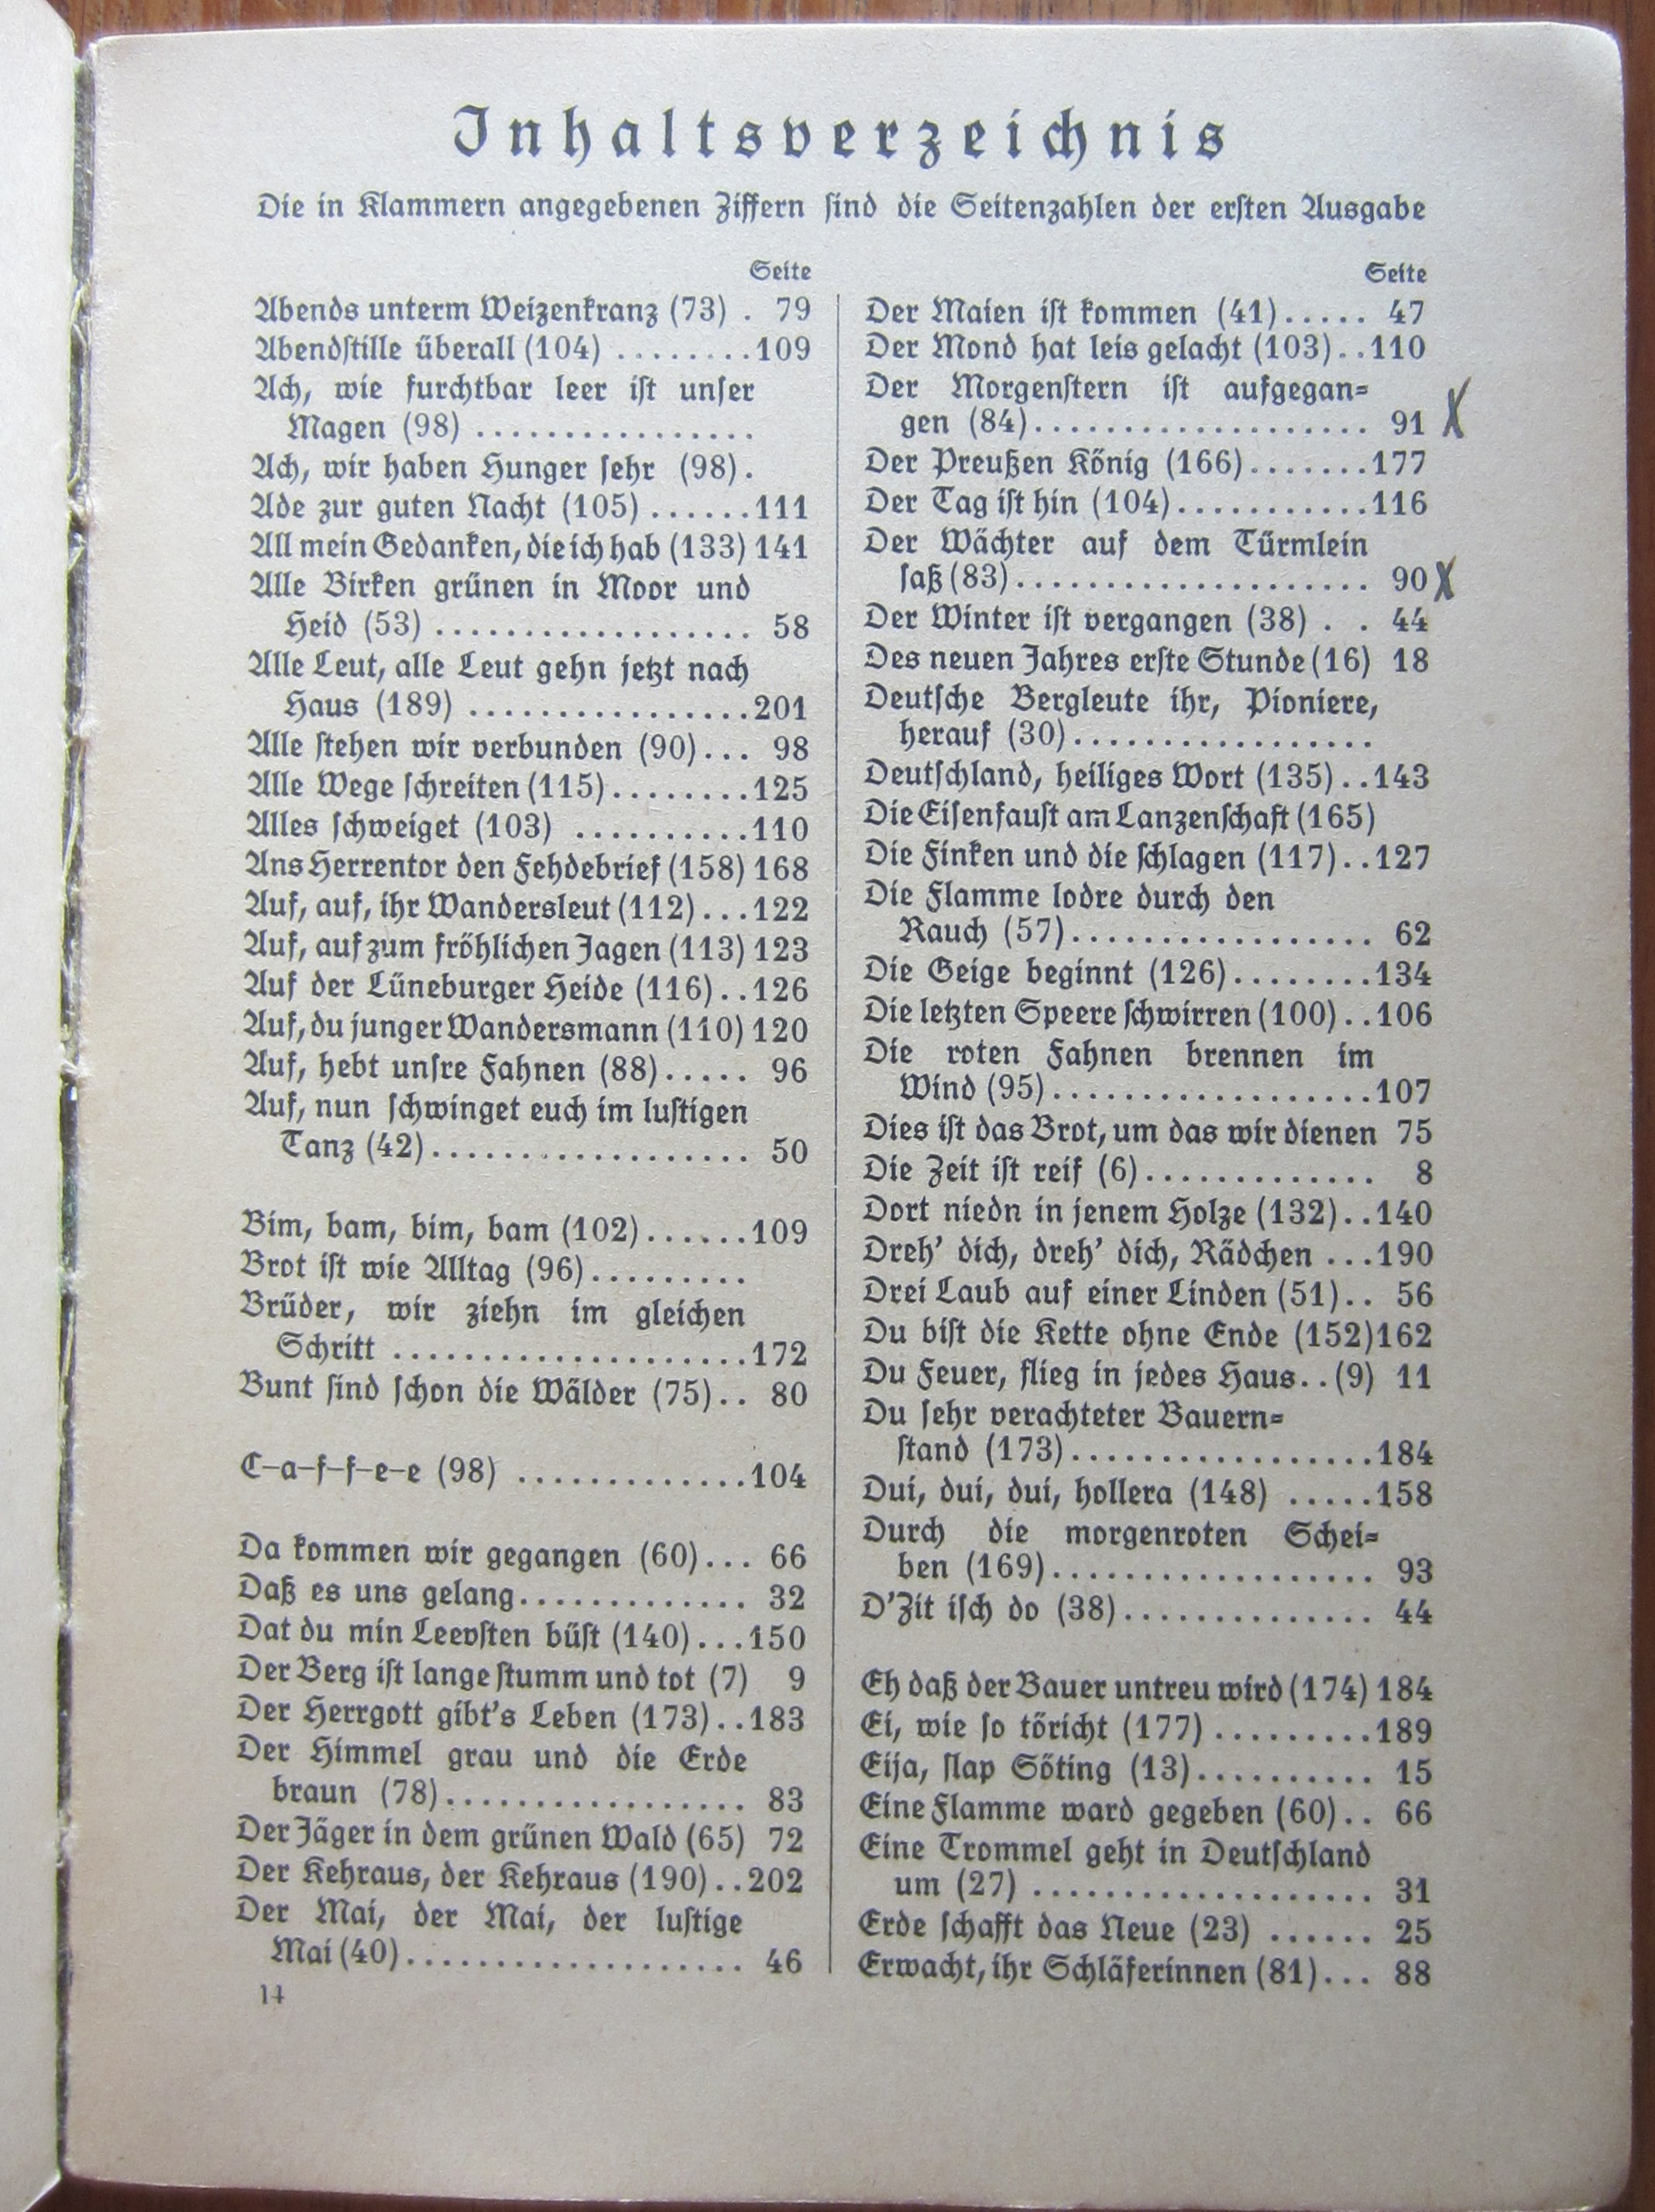 Inhaltsverzeichnis
Die in Klammern angegebenen Ziffern sind die Seitenzahlen der ersten Ausgabe
Seite
Abends unterm Weizenkranz (73) . 79
Abendstille überall (104) ........109
Ach, wie furchtbar leer ist unser
Magen (98) ................
Ach, wir haben Hunger sehr (98).
Ade zur guten Nacht (105) ......111
All mein Gedanken, die ich hab (133) 141
Alle Birken grünen in Moor und
Heid (53) .................. 58
Alle Leut, alle Leut gehn jetzt nach
Haus (189) ................201
Alle stehen wir verbunden (90)... 98
Alle Wege schreiten (115)........125
Alles schweiget (103) ..........110
Ans Herrentor den Fehdebrief (158) 168
Auf, auf, ihr Wandersleut (112)...122
Auf, auf zum fröhlichen Jagen (113) 123
Auf der Lüneburger Heide (116)..126
Auf, du junger Wandersmann (110) 120
Auf, hebt unsre Fahnen (88)..... 96
Auf, nun schwinget euch im lustigen
Tanz (42).................. 50
Bim, bam, bim, bam (102)......109
Brot ist wie Alltag (96).........
Brüder, wir ziehn im gleichen
Schritt ....................172
Bunt sind schon die Wälder (75).. 80
C-a-f-f-e-e (98) .............104
Da kommen wir gegangen (60)... 66
Daß es uns gelang............. 32
Dat du min Leevsten büst (140)...150
Der Berg ist lange stumm und tot (7) 9
Der Herrgott gibt's Leben (173)..183
Der Himmel grau und die Erde
braun (78)................. 83
Der Jäger in dem grünen Wald (65) 72
Der Kehraus, der Kehraus (190)..202
Der Mai, der Mai, der lustige
Mai (40)................... 46
14
Seite
Der Maien ist kommen (41)..... 47
Der Mond hat leis gelacht (103)..110
Der Morgenstern ist aufgegan=
gen (84)................... 91 X
Der Preußen König (166).......177
Der Tag ist hin (104)...........116
Der Wächter auf dem Türmlein
saß (83).................... 90 X
Der Winter ist vergangen (38) . . 44
Des neuen Jahres erste Stunde (16) 18
Deutsche Bergleute ihr, Pioniere,
herauf (30).................
Deutschland, heiliges Wort (135)..143
Die Eisenfaust am Lanzenschaft (165)
Die Finken und die schlagen (117)..127
Die Flamme lodre durch den
Rauch (57)................. 62
Die Geige beginnt (126)........134
Die letzten Speere schwirren (100)..106
Die roten Fahnen brennen im
Wind (95)..................107
Dies ist das Brot, um das wir dienen 75
Die Zeit ist reif (6)............. 8
Dort niedn in jenem Holze (132)..140
Dreh' dich, dreh' dich, Rädchen ...190
Drei Laub auf einer Linden (51).. 56
Du bist die Kette ohne Ende (152)162
Du Feuer, flieg in jedes Haus..(9) 11
Du sehr verachteter Bauern=
stand (173).................184
Dui, dui, dui, hollera (148) .....158
Durch die morgenroten Schei=
ben (169).................. 93
D'Zit isch do (38).............. 44
Eh daß der Bauer untreu wird (174) 184
Ei, wie so töricht (177) .........189
Eija, slap Söting (13).......... 15
Eine Flamme ward gegeben (60).. 66
Eine Trommel geht in Deutschland
um (27) ................... 31
Erde schafft das Neue (23) ...... 25
Erwacht, ihr Schläferinnen (81)... 88